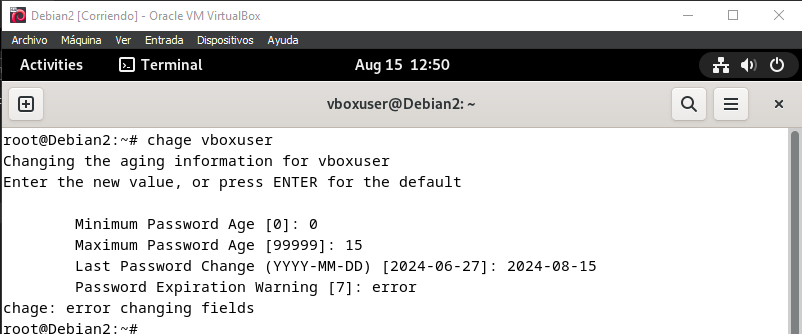 Debian2 [Corriendo] - Oracle VM VirtualBox
Archivo Máquina Ver Entrada Dispositivos Ayuda
Activities Terminal Aug 15 12:50
vboxuser@Debian2: ~
root@Debian2:~# chage vboxuser
Changing the aging information for vboxuser
Enter the new value, or press ENTER for the default
Minimum Password Age [0]: 0
Maximum Password Age [99999]: 15
Last Password Change (YYYY-MM-DD) [2024-06-27]: 2024-08-15
Password Expiration Warning [7]: error
chage: error changing fields
root@Debian2:~#